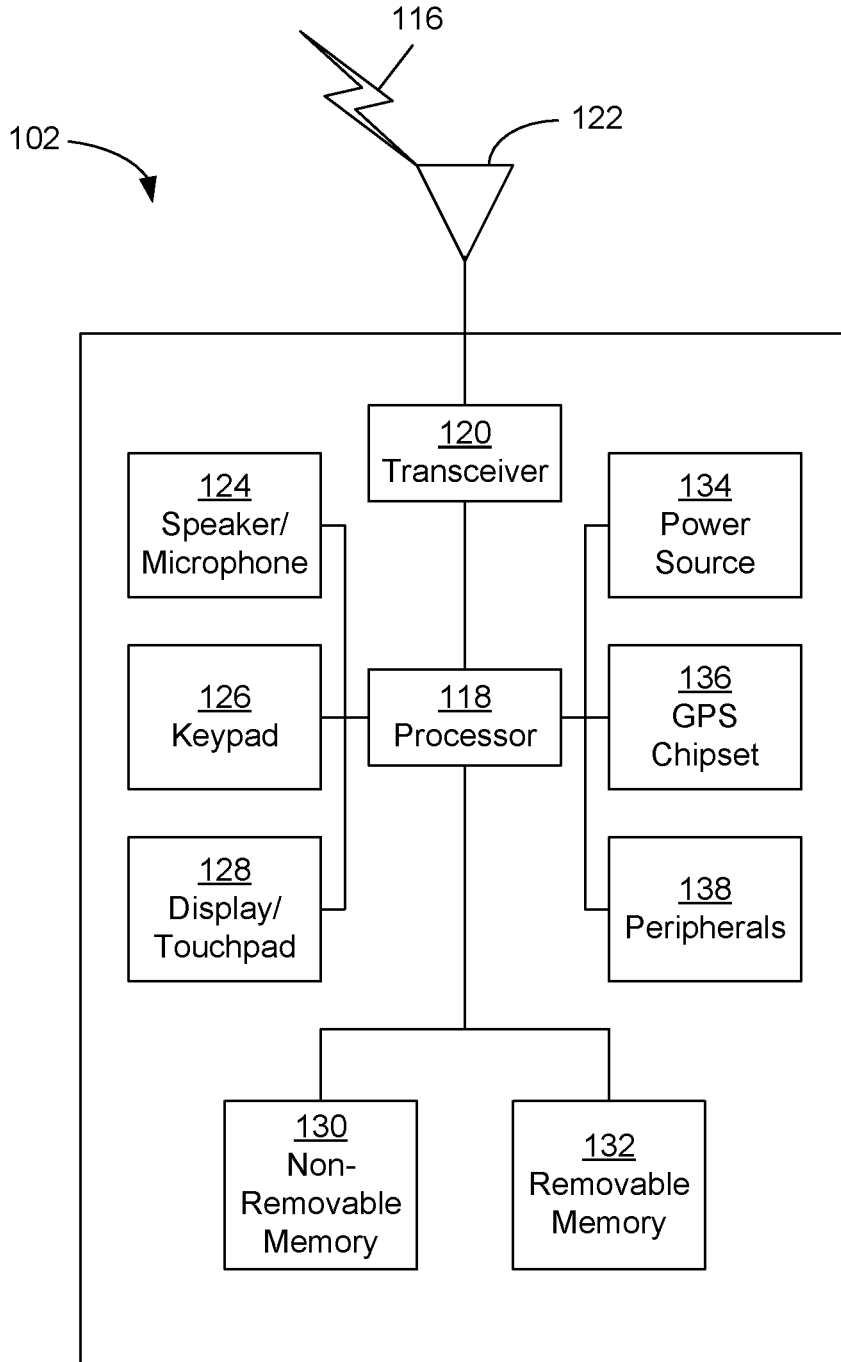 116
122
102
120
Transceiver
124
Speaker/
Microphone
134
Power
Source
126
Keypad
118
Processor
136
GPS
Chipset
128
Display/
Touchpad
138
Peripherals
130
Non-
Removable
Memory
132
Removable
Memory